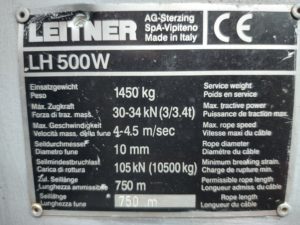 LEITNER
AG-Sterzing
SpA-Vipiteno
Made in Italy
CE
LH 500W
Einsatzgewicht
Peso
1450 kg
Service weight
Poids en service
Max. Zugkraft
Forza di traz. mass.
30-34 kN (3/3.4t)
Max. tractive power
Puissance de traction max.
Max. Geschwindigkeit
Velocità mass. della fune
4-4.5 m/sec
Max. rope speed
Vitesse maxi du câble
Seildurchmesser
Diametro fune
10 mm
Rope diameter
Diamètre du câble
Seilmindestbruchlast
Carica di rottura
105 kN (10500 kg)
Minimum breaking strain.
Charge de rupture min.
Zul. Seillänge
Lunghezza ammissibile
750 m
Permissible rope length
Longueur admiss. du câble
Seillänge
Lunghezza fune
750 m
Rope length
Longueur du câble